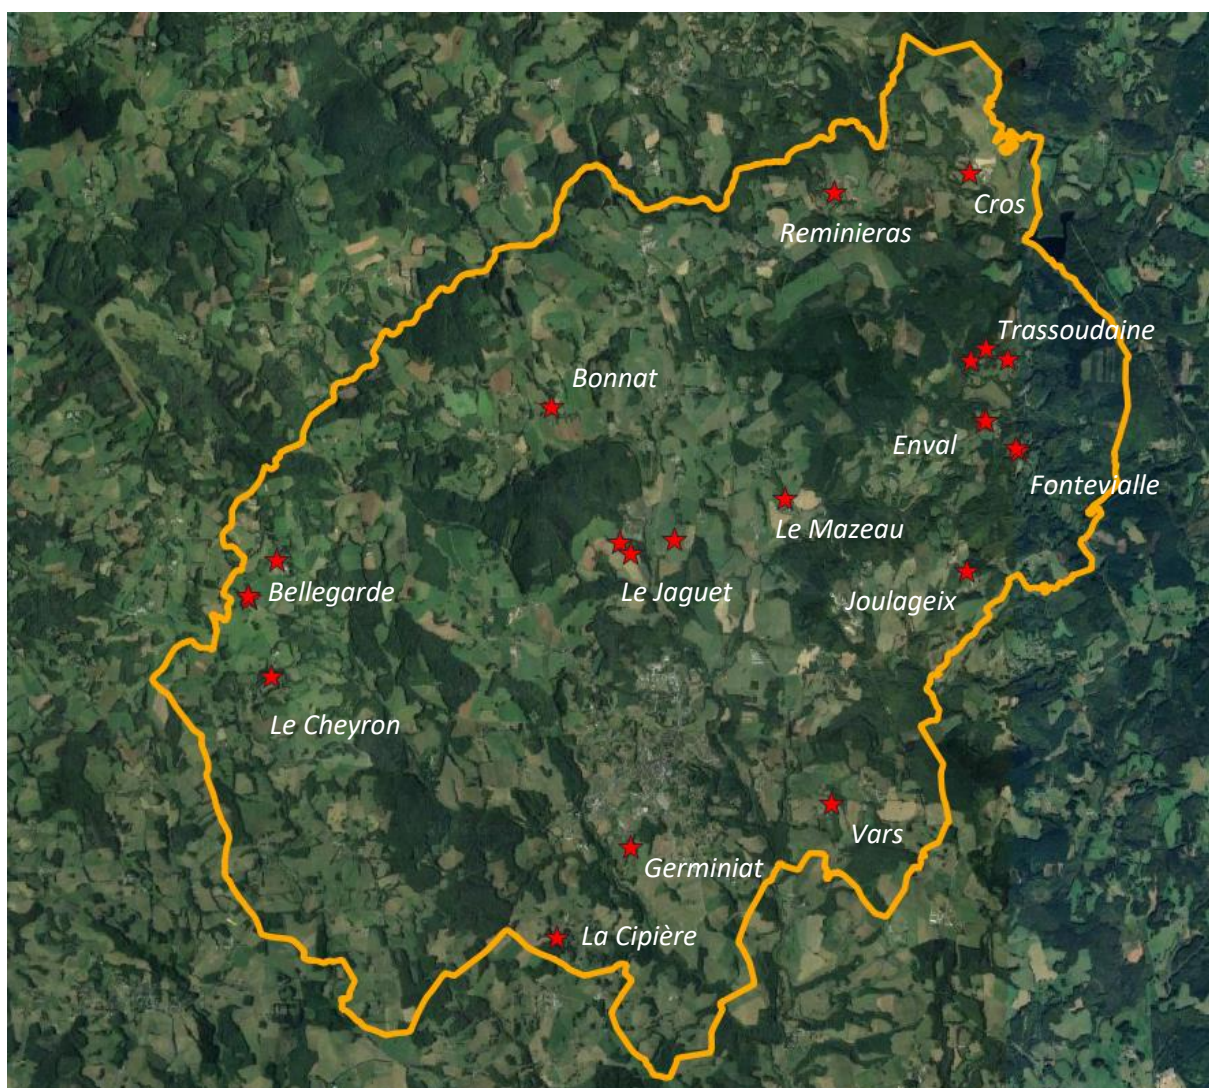 Cros
Reminieras
Trassoudaine
Bonnat
Enval
Fontevialle
Le Mazeau
Bellegarde
Le Jaguet
Joulageix
Le Cheyron
Vars
Germiniat
La Cipière